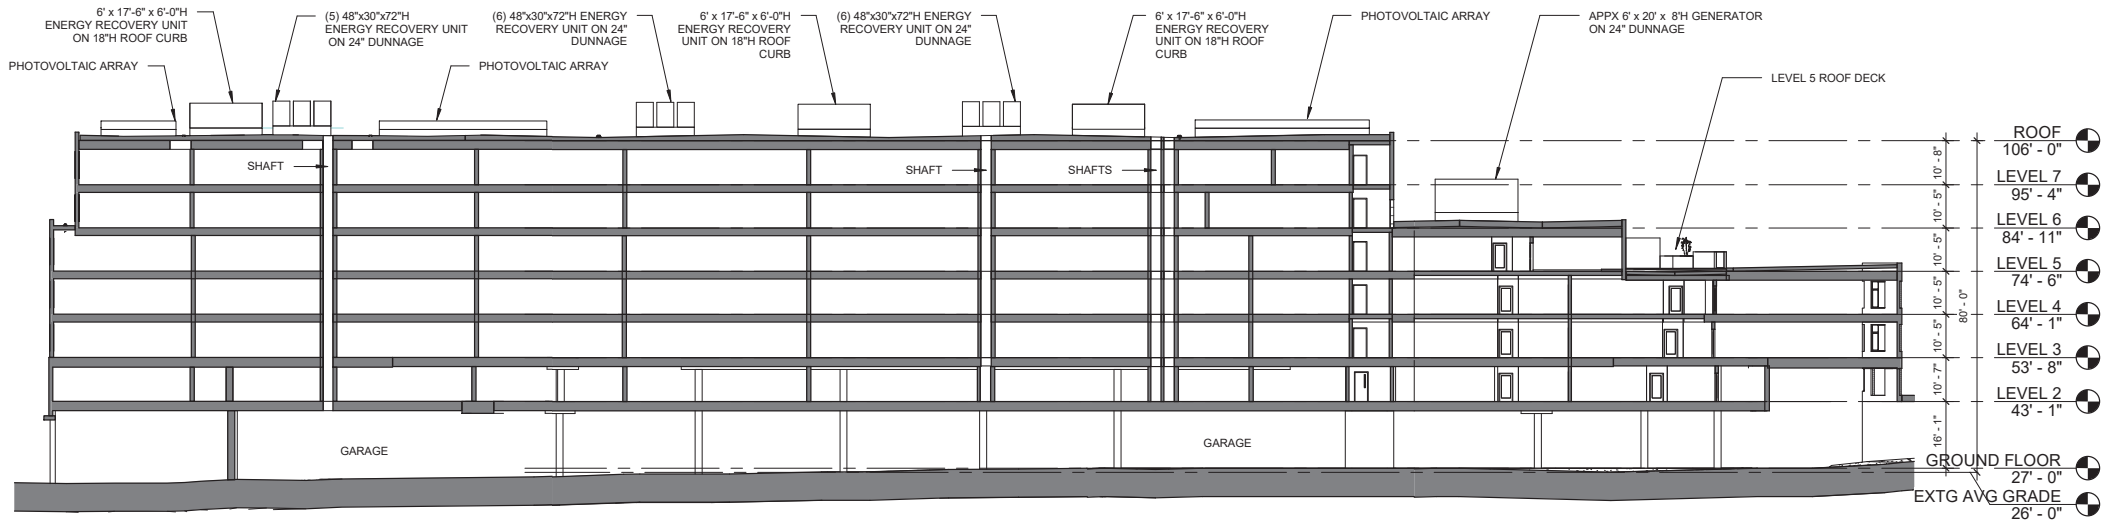 6' x 17'-6" x 6'-0"H
ENERGY RECOVERY UNIT
ON 18"H ROOF CURB
(5) 48"x30"x72"H
ENERGY RECOVERY UNIT
ON 24" DUNNAGE
(6) 48"x30"x72"H ENERGY
RECOVERY UNIT ON 24"
DUNNAGE
6' x 17'-6" x 6'-0"H
ENERGY RECOVERY
UNIT ON 18"H ROOF
CURB
(6) 48"x30"x72"H ENERGY
RECOVERY UNIT ON 24"
DUNNAGE
6' x 17'-6" x 6'-0"H
ENERGY RECOVERY
UNIT ON 18"H ROOF
CURB
PHOTOVOLTAIC ARRAY
APPX 6' x 20' x 8'H GENERATOR
ON 24" DUNNAGE
PHOTOVOLTAIC ARRAY
PHOTOVOLTAIC ARRAY
LEVEL 5 ROOF DECK
SHAFT
SHAFT
SHAFTS
GARAGE
GARAGE
10' - 8"
10' - 5"
10' - 5"
10' - 5"
10' - 5"
10' - 7"
16' - 1"
80' - 0"
ROOF
106' - 0"
LEVEL 7
95' - 4"
LEVEL 6
84' - 11"
LEVEL 5
74' - 6"
LEVEL 4
64' - 1"
LEVEL 3
53' - 8"
LEVEL 2
43' - 1"
GROUND FLOOR
27' - 0"
EXTG AVG GRADE
26' - 0"